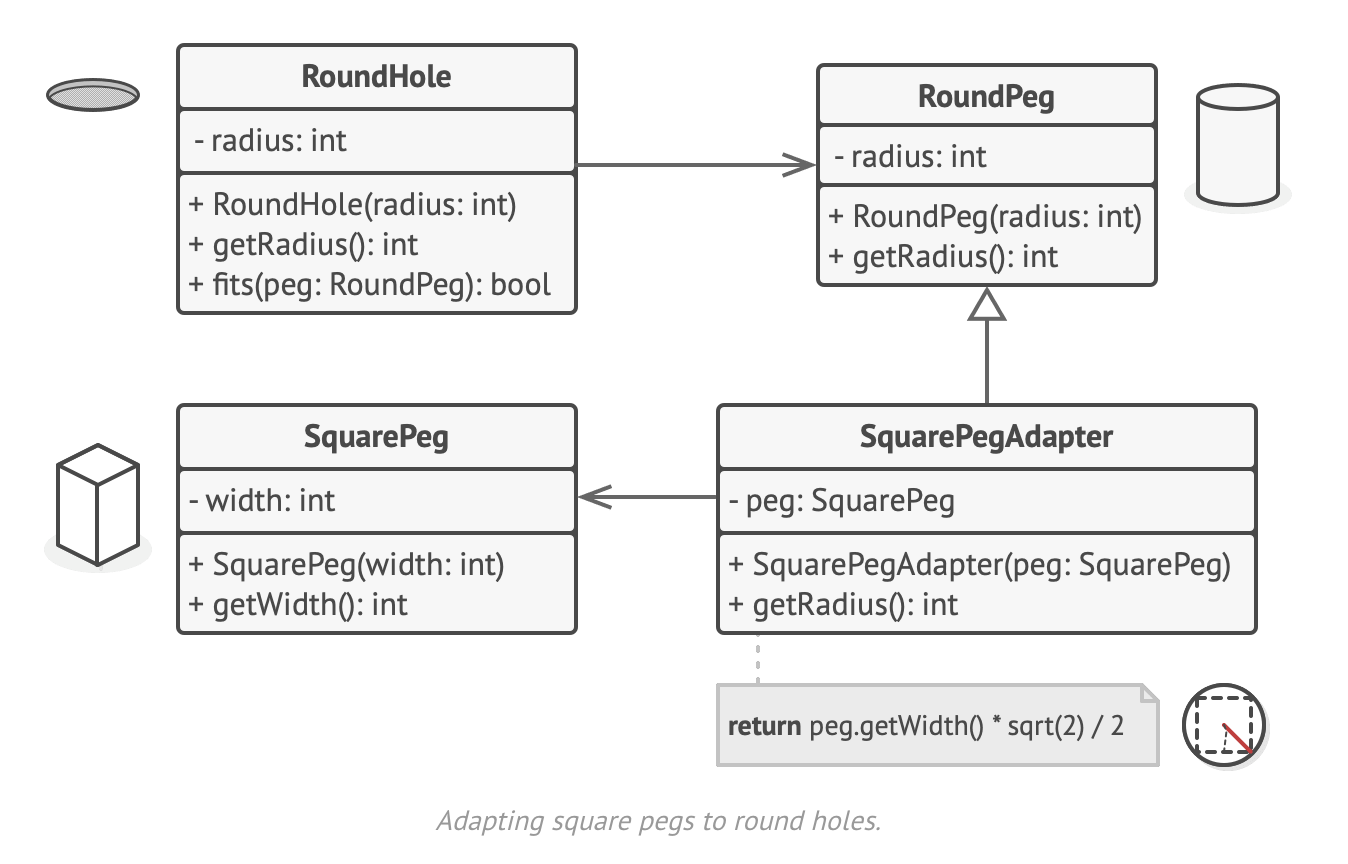 RoundHole
- radius: int
+ RoundHole(radius: int)
+ getRadius(): int
+ fits(peg: RoundPeg): bool
RoundPeg
- radius: int
+ RoundPeg(radius: int)
+ getRadius(): int
SquarePeg
- width: int
+ SquarePeg(width: int)
+ getWidth(): int
SquarePegAdapter
- peg: SquarePeg
+ SquarePegAdapter(peg: SquarePeg)
+ getRadius(): int
return peg.getWidth() * sqrt(2) / 2
Adapting square pegs to round holes.